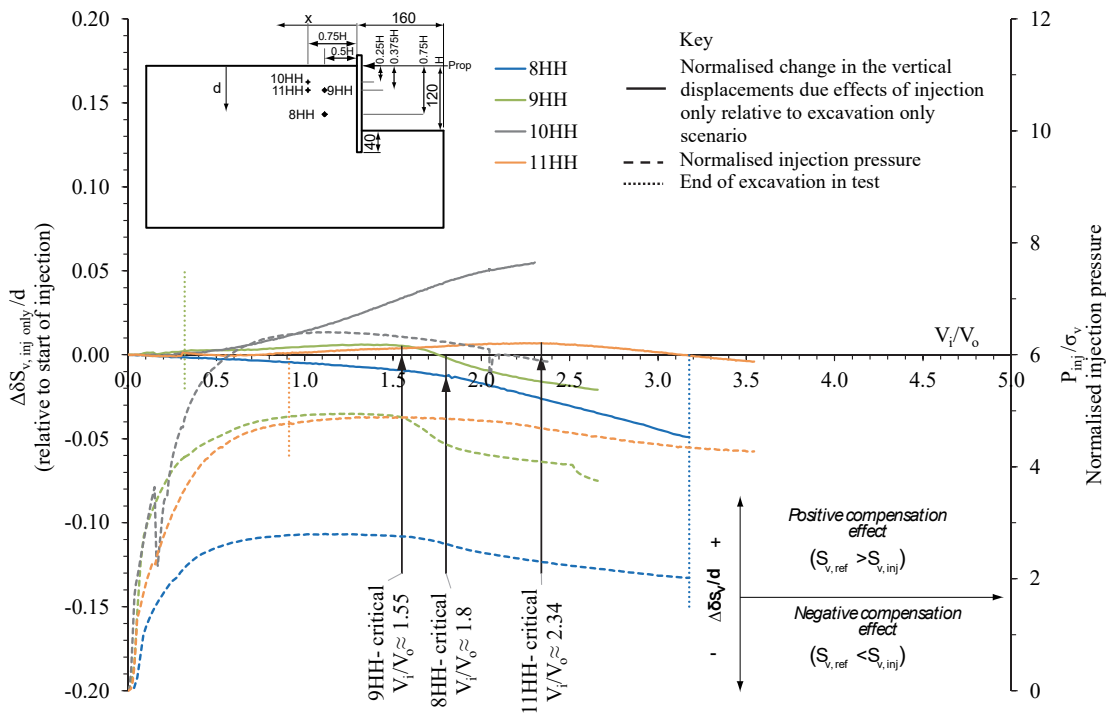 0.20
0.15
0.10
0.05
0.00
-0.05
-0.10
-0.15
-0.20
ΔδS_v, inj only/d
(relative to start of injection)
x
160
0.75H
0.5H
0.25H
0.375H
0.75H
H
Prop
d
10HH
11HH
9HH
8HH
120
40
8HH
9HH
10HH
11HH
Key
Normalised change in the vertical
displacements due effects of injection
only relative to excavation only
scenario
Normalised injection pressure
End of excavation in test
12
10
8
6
4
2
0
P_inj/σ_v
Normalised injection pressure
V_i/V_o
0.0
0.5
1.0
1.5
2.0
2.5
3.0
3.5
4.0
4.5
5.0
9HH- critical
V_i/V_o≈ 1.55
8HH- critical
V_i/V_o≈ 1.8
11HH- critical
V_i/V_o≈ 2.34
- Δδs_v/d +
Positive compensation
effect
(S_v,ref >S_v,inj)
Negative compensation
effect
(S_v,ref <S_v,inj)